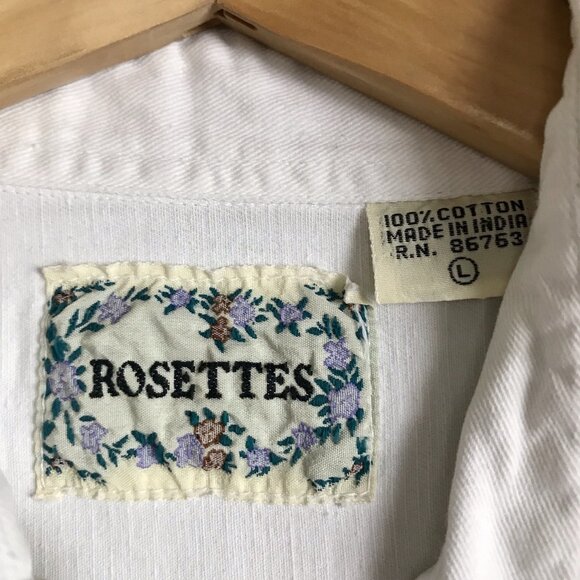 100% COTTON
MADE IN INDIA
R.N. 86763
L
ROSETTES